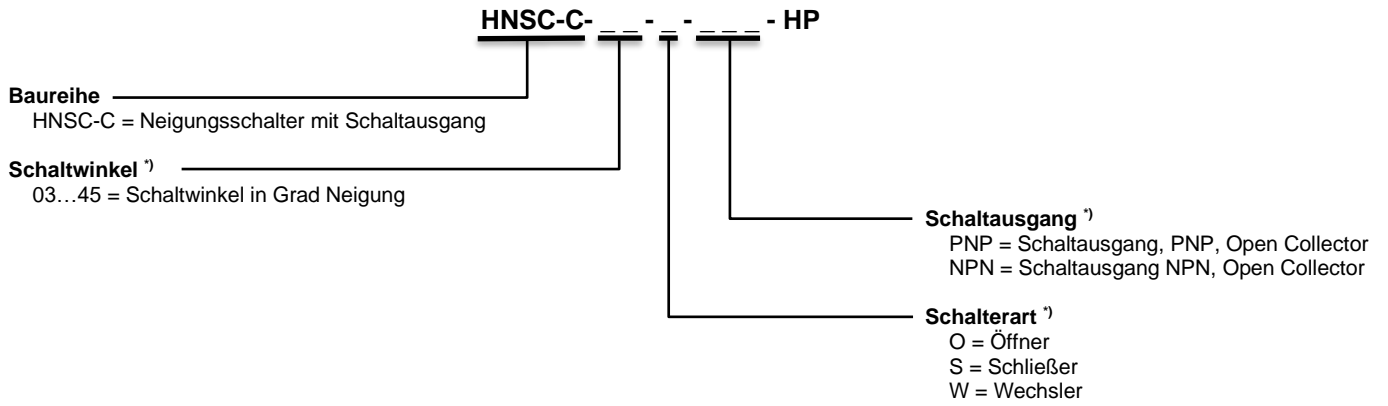 HNSC-C- _ _ - _ - _ _ _ - HP
Baureihe
HNSC-C = Neigungsschalter mit Schaltausgang
Schaltwinkel *)
03…45 = Schaltwinkel in Grad Neigung
Schaltausgang *)
PNP = Schaltausgang, PNP, Open Collector
NPN = Schaltausgang NPN, Open Collector
Schalterart *)
O = Öffner
S = Schließer
W = Wechsler